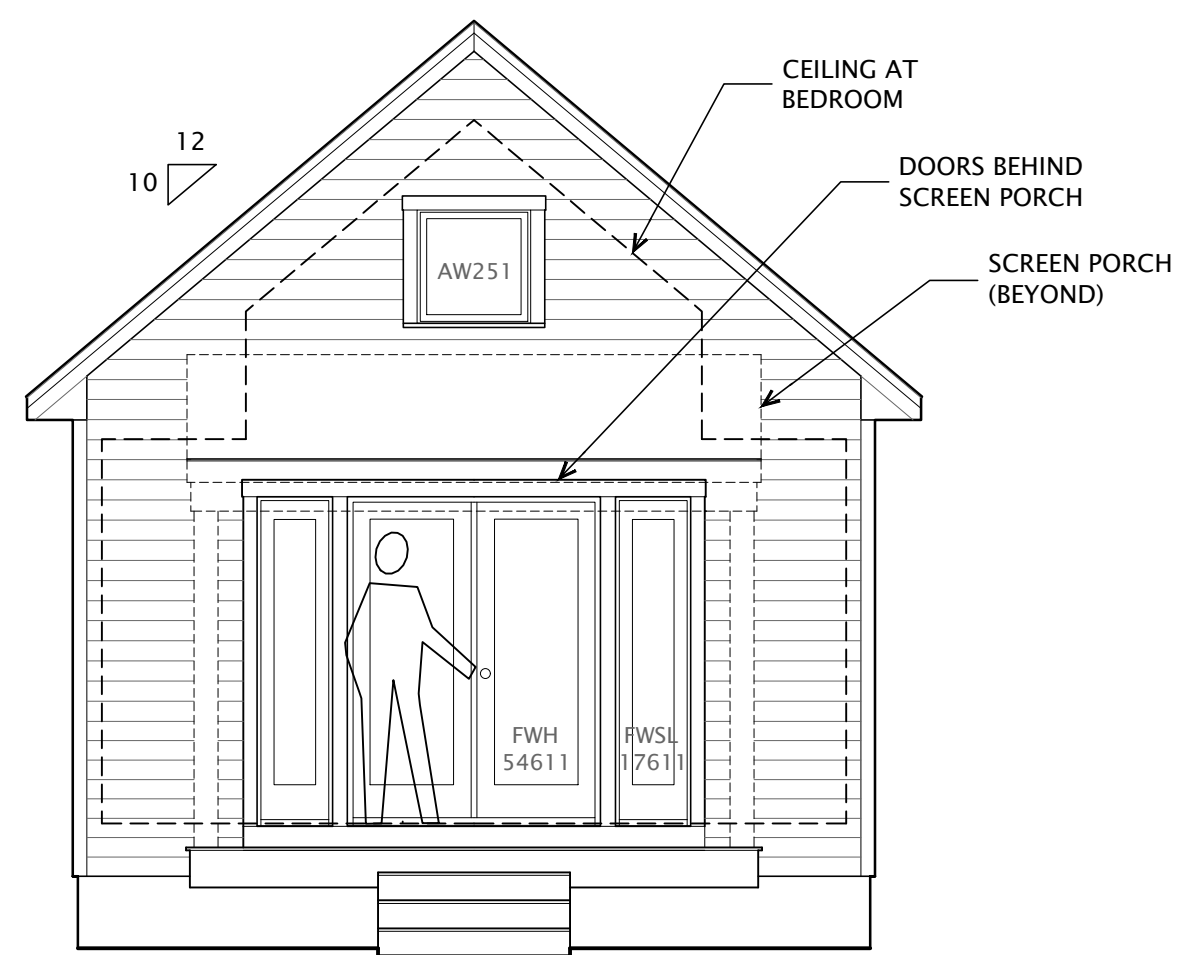 CEILING AT
BEDROOM
12
10
DOORS BEHIND
SCREEN PORCH
SCREEN PORCH
(BEYOND)
AW251
FWH
54611
FWSL
17611